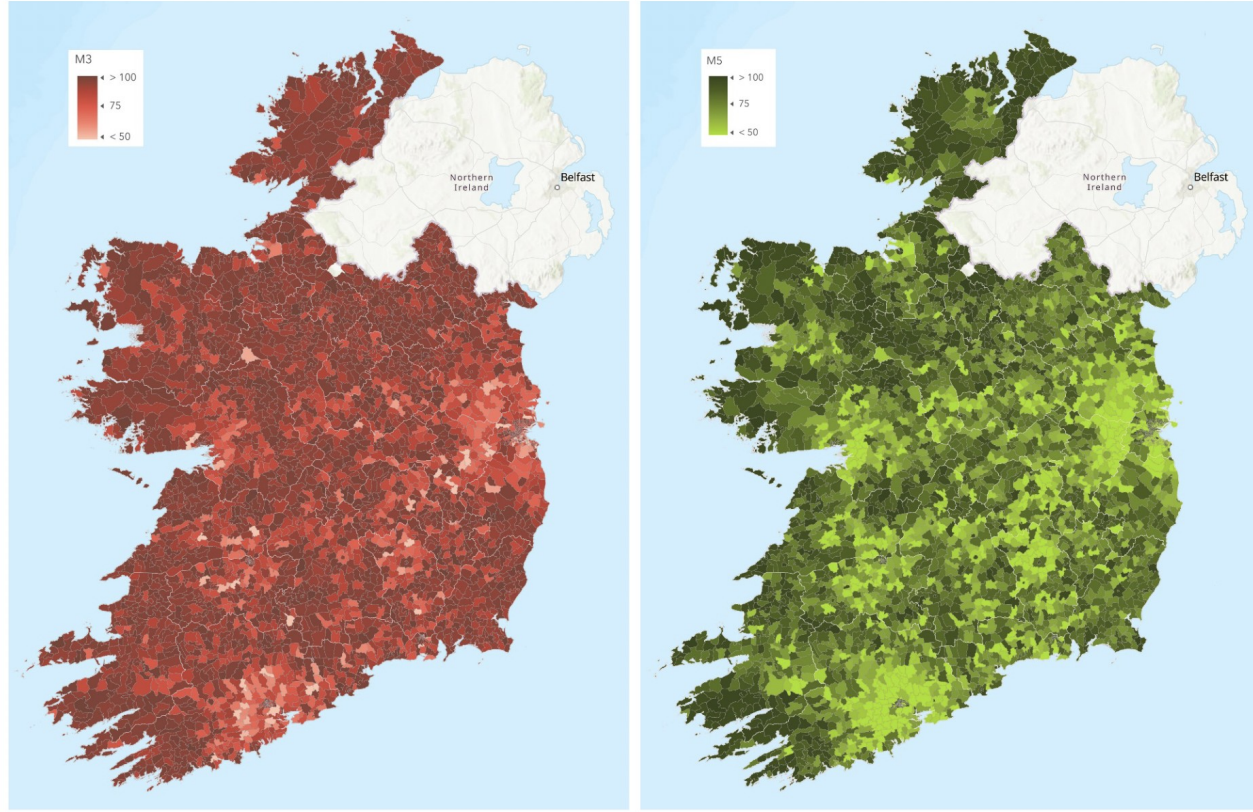 M3
> 100
75
< 50
Northern
Ireland
Belfast
M5
> 100
75
< 50
Northern
Ireland
Belfast